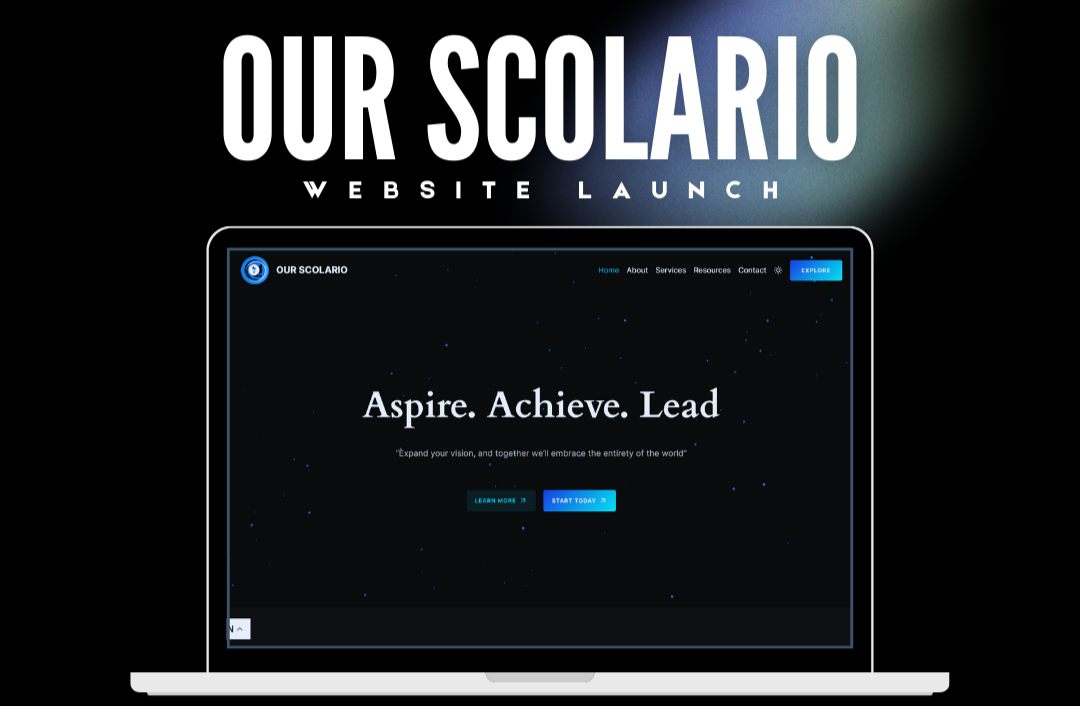 OUR SCOLARIO
WEBSITE LAUNCH
OUR SCOLARIO
Home About Services Resources Contact EXPLORE
Aspire. Achieve. Lead
"Expand your vision, and together we'll embrace the entirety of the world"
LEARN MORE START TODAY